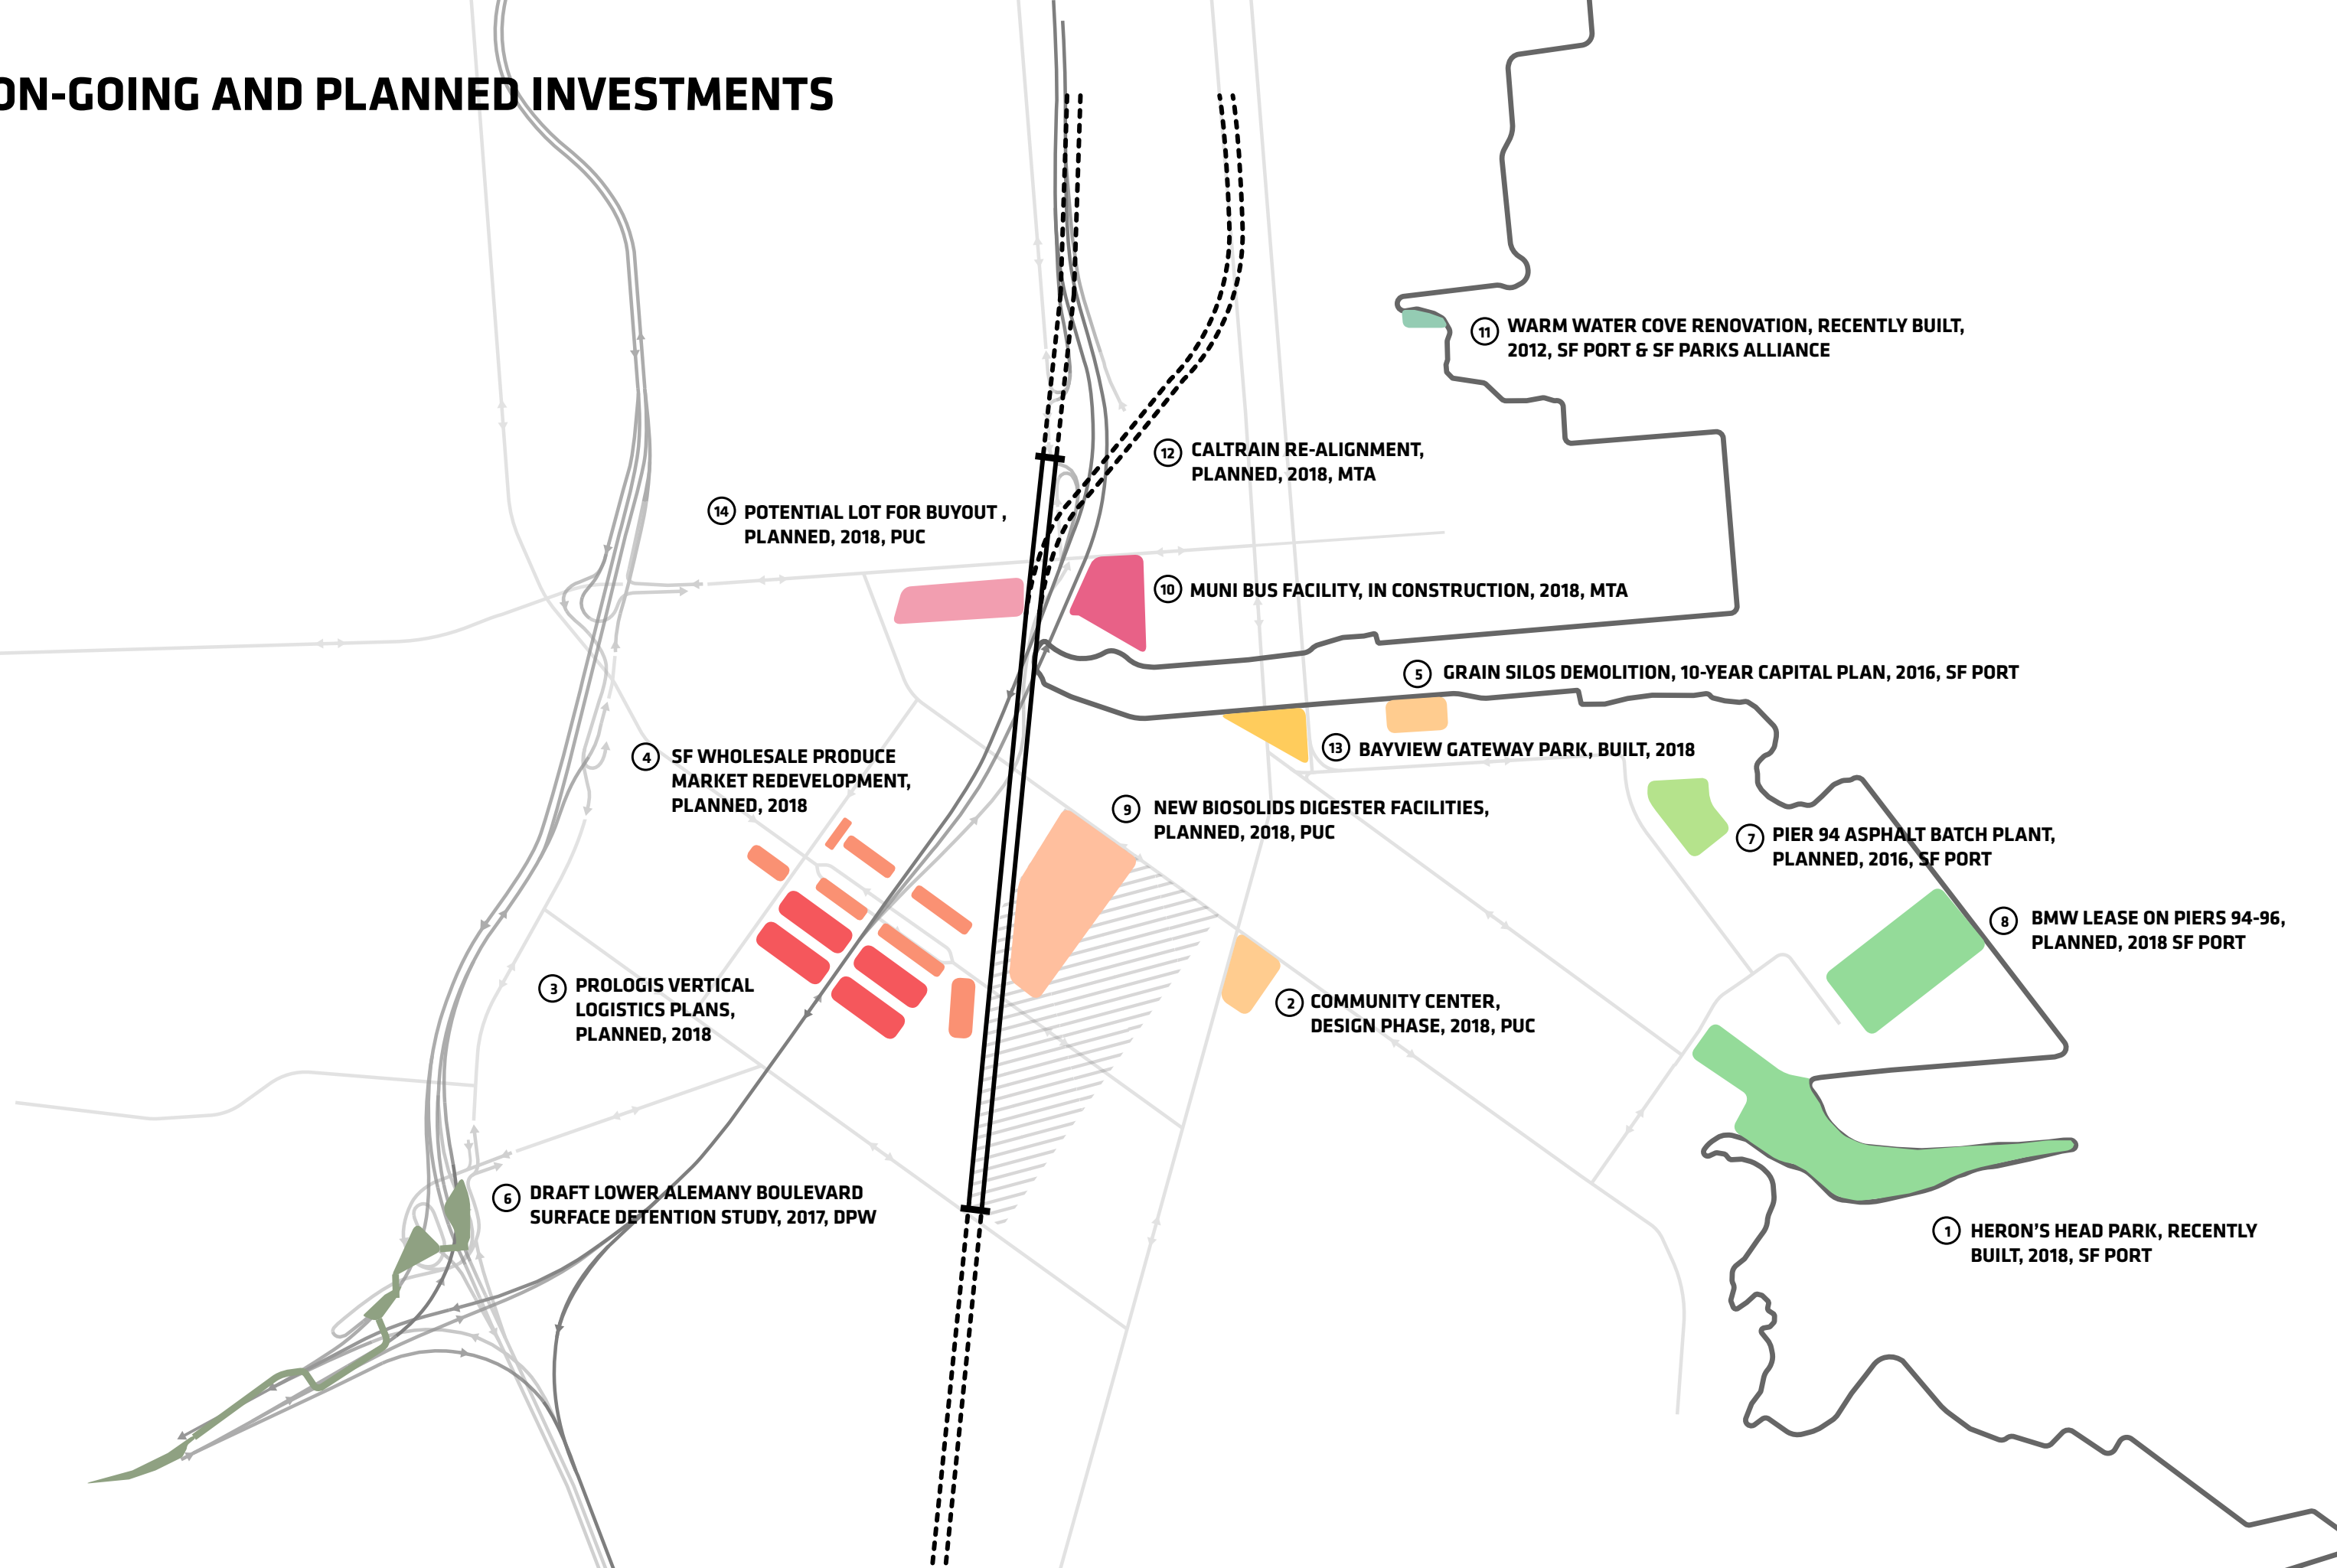 ON-GOING AND PLANNED INVESTMENTS
11 WARM WATER COVE RENOVATION, RECENTLY BUILT,
2012, SF PORT & SF PARKS ALLIANCE
12 CALTRAIN RE-ALIGNMENT,
PLANNED, 2018, MTA
14 POTENTIAL LOT FOR BUYOUT ,
PLANNED, 2018, PUC
10 MUNI BUS FACILITY, IN CONSTRUCTION, 2018, MTA
5 GRAIN SILOS DEMOLITION, 10-YEAR CAPITAL PLAN, 2016, SF PORT
13 BAYVIEW GATEWAY PARK, BUILT, 2018
4 SF WHOLESALE PRODUCE
MARKET REDEVELOPMENT,
PLANNED, 2018
9 NEW BIOSOLIDS DIGESTER FACILITIES,
PLANNED, 2018, PUC
7 PIER 94 ASPHALT BATCH PLANT,
PLANNED, 2016, SF PORT
8 BMW LEASE ON PIERS 94-96,
PLANNED, 2018 SF PORT
3 PROLOGIS VERTICAL
LOGISTICS PLANS,
PLANNED, 2018
2 COMMUNITY CENTER,
DESIGN PHASE, 2018, PUC
6 DRAFT LOWER ALEMANY BOULEVARD
SURFACE DETENTION STUDY, 2017, DPW
1 HERON’S HEAD PARK, RECENTLY
BUILT, 2018, SF PORT